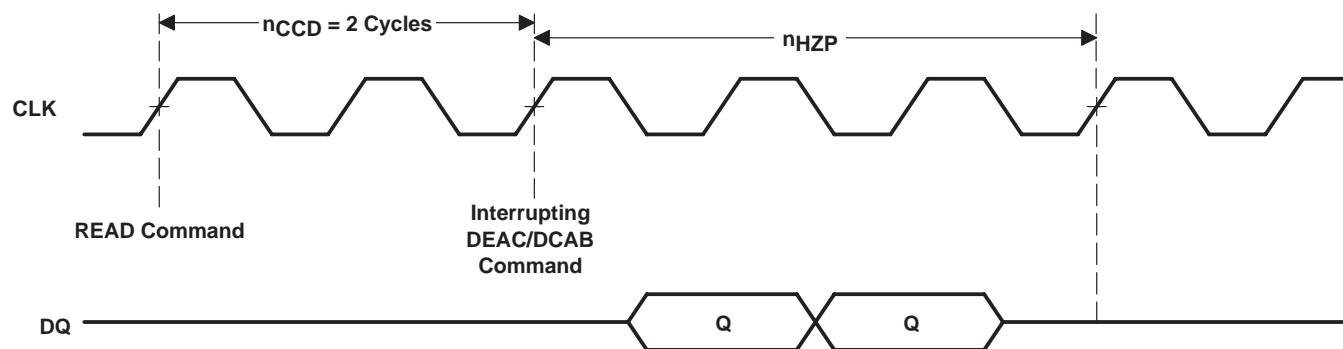 nCCD = 2 Cycles
nHZP
CLK
READ Command
Interrupting
DEAC/DCAB
Command
DQ
Q
Q